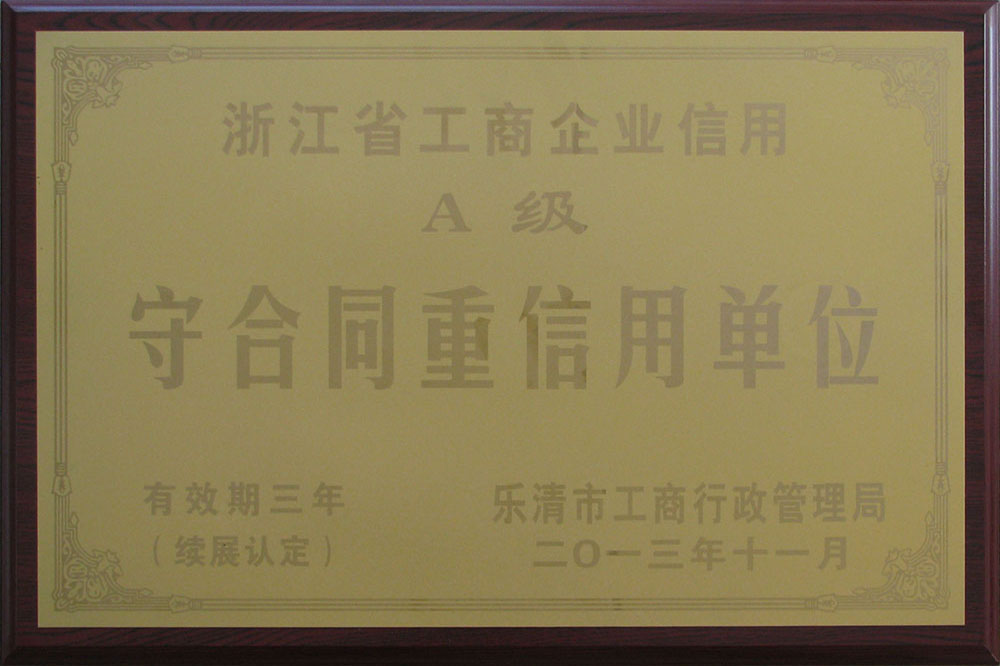 浙江省工商企业信用
A 级
守合同重信用单位
有效期三年
（续展认定）
乐清市工商行政管理局
二〇一三年十一月